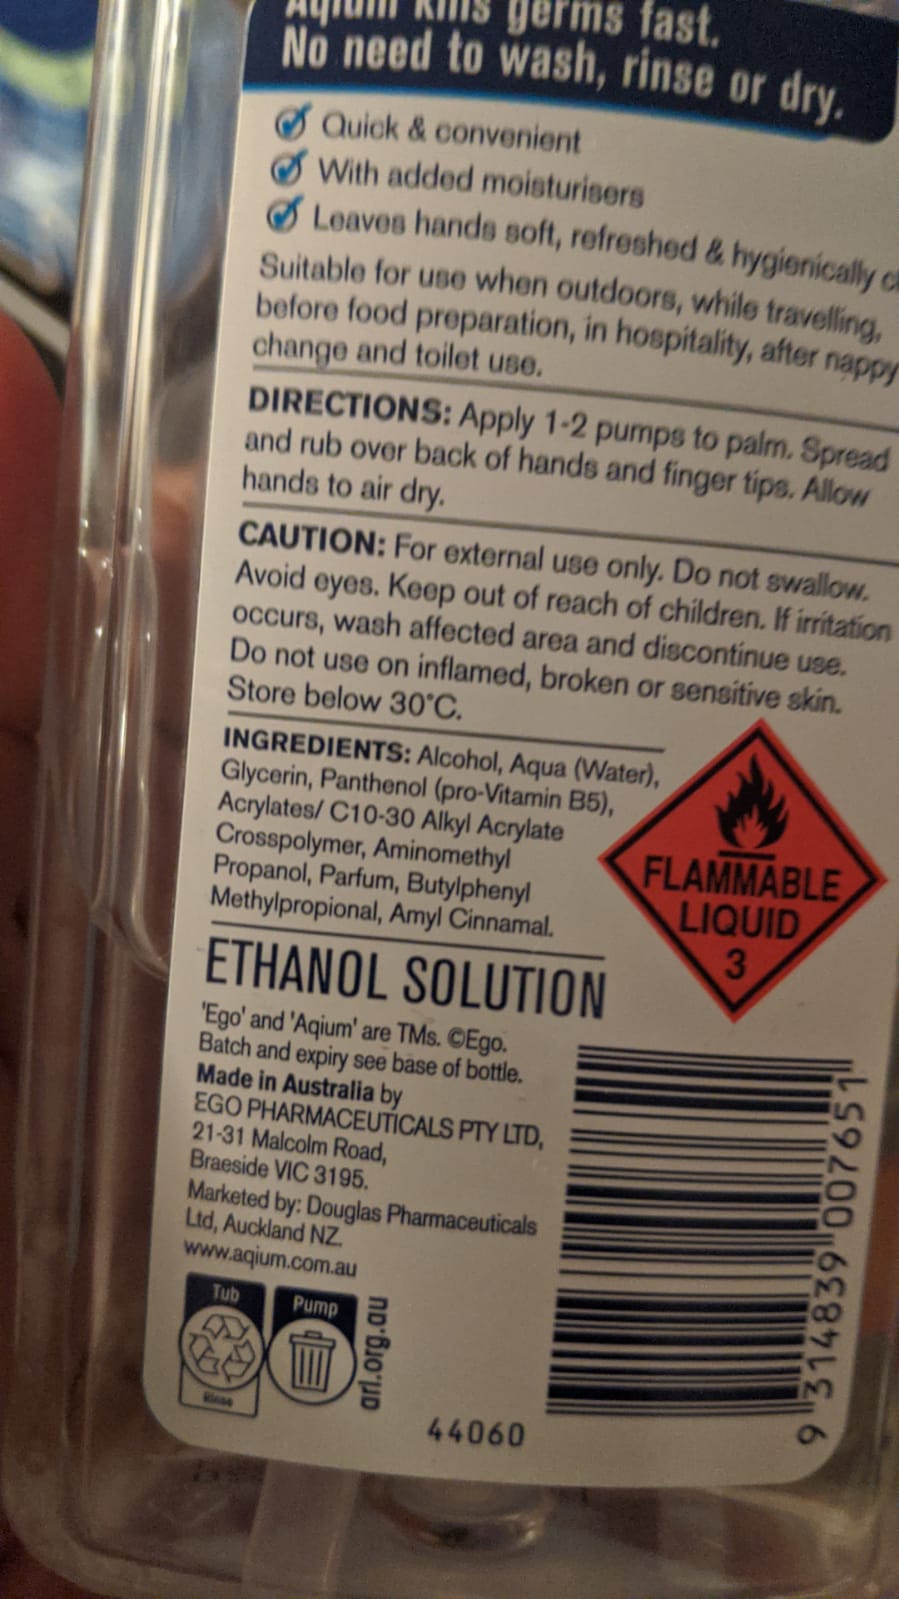 Aqium kills germs fast.
No need to wash, rinse or dry.
Quick & convenient
With added moisturisers
Leaves hands soft, refreshed & hygienically
Suitable for use when outdoors, while travelling,
before food preparation, in hospitality, after nappy
change and toilet use.
DIRECTIONS: Apply 1-2 pumps to palm. Spread
and rub over back of hands and finger tips. Allow
hands to air dry.
CAUTION: For external use only. Do not swallow.
Avoid eyes. Keep out of reach of children. If irritation
occurs, wash affected area and discontinue use.
Do not use on inflamed, broken or sensitive skin.
Store below 30°C.
INGREDIENTS: Alcohol, Aqua (Water),
Glycerin, Panthenol (pro-Vitamin B5),
Acrylates/ C10-30 Alkyl Acrylate
Crosspolymer, Aminomethyl
Propanol, Parfum, Butylphenyl
Methylpropional, Amyl Cinnamal.
FLAMMABLE
LIQUID
3
ETHANOL SOLUTION
'Ego' and 'Aqium' are TMs. ©Ego.
Batch and expiry see base of bottle.
Made in Australia by
EGO PHARMACEUTICALS PTY LTD,
21-31 Malcolm Road,
Braeside VIC 3195.
Marketed by: Douglas Pharmaceuticals
Ltd, Auckland NZ.
www.aqium.com.au
Tub
Rinse
Pump
arl.org.au
44060
9 314839 007651